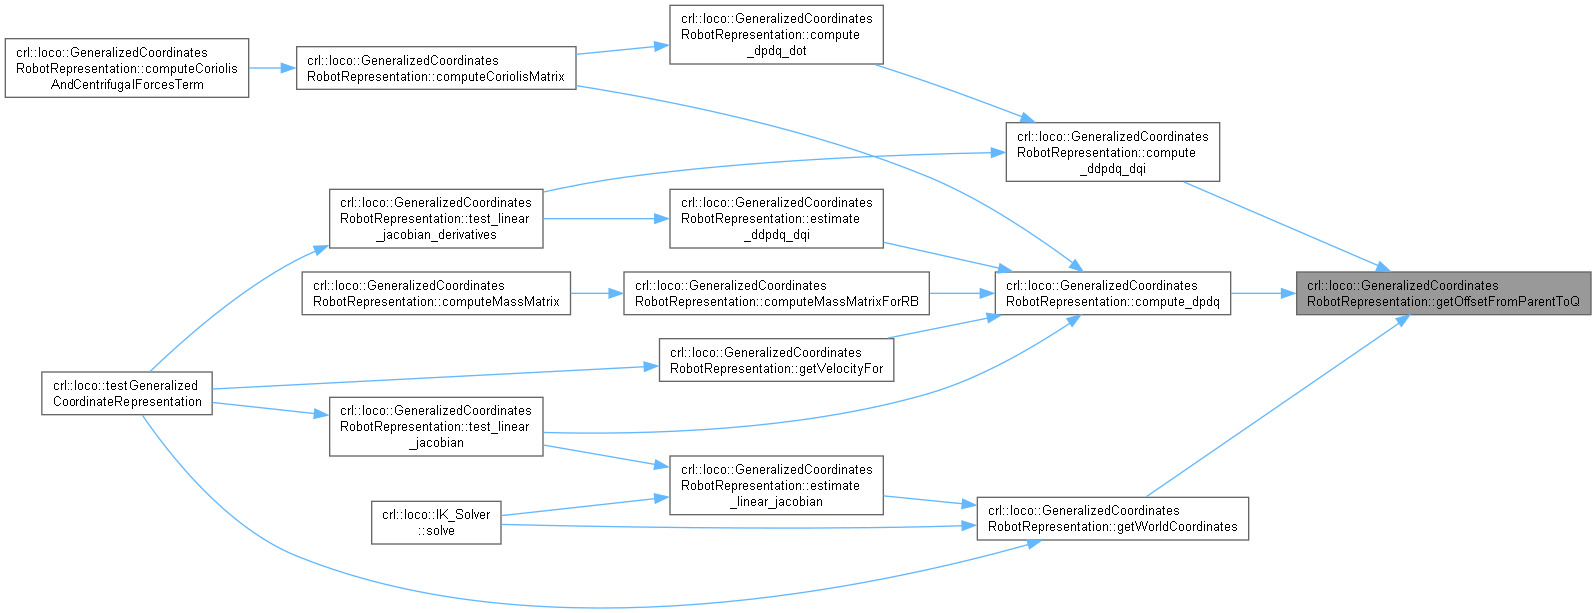 crl::loco::GeneralizedCoordinates
RobotRepresentation::compute
_dpdq_dot
crl::loco::GeneralizedCoordinates
RobotRepresentation::computeCoriolis
AndCentrifugalForcesTerm
crl::loco::GeneralizedCoordinates
RobotRepresentation::computeCoriolisMatrix
crl::loco::GeneralizedCoordinates
RobotRepresentation::compute
_ddpdq_dqi
crl::loco::GeneralizedCoordinates
RobotRepresentation::test_linear
_jacobian_derivatives
crl::loco::GeneralizedCoordinates
RobotRepresentation::estimate
_ddpdq_dqi
crl::loco::GeneralizedCoordinates
RobotRepresentation::computeMassMatrix
crl::loco::GeneralizedCoordinates
RobotRepresentation::computeMassMatrixForRB
crl::loco::GeneralizedCoordinates
RobotRepresentation::compute_dpdq
crl::loco::GeneralizedCoordinates
RobotRepresentation::getOffsetFromParentToQ
crl::loco::GeneralizedCoordinates
RobotRepresentation::getVelocityFor
crl::loco::testGeneralized
CoordinateRepresentation
crl::loco::GeneralizedCoordinates
RobotRepresentation::test_linear
_jacobian
crl::loco::GeneralizedCoordinates
RobotRepresentation::estimate
_linear_jacobian
crl::loco::IK_Solver
::solve
crl::loco::GeneralizedCoordinates
RobotRepresentation::getWorldCoordinates